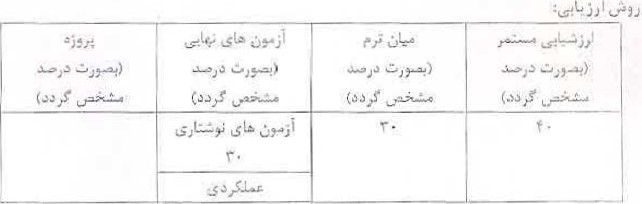 روش ارزیابی:
ارزشیابی مستمر
(بصورت درصد
مشخص گردد)
میان ترم
(بصورت درصد
مشخص گردد)
آزمون های نهایی
(بصورت درصد
مشخص گردد)
پروژه
(بصورت درصد
مشخص گردد)
۴۰
۳۰
آزمون های نوشتاری
۳۰
عملکردی